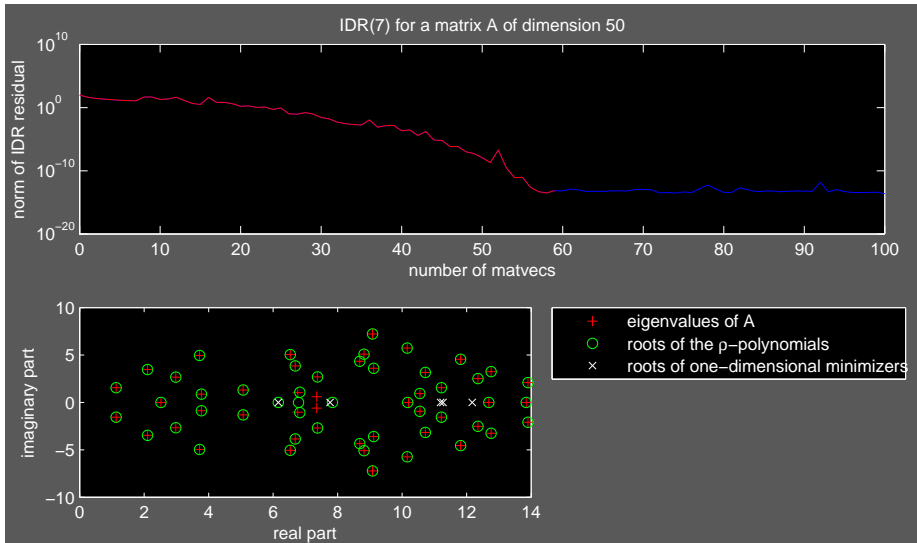 IDR(7) for a matrix A of dimension 50
10^10
10^0
10^−10
10^−20
norm of IDR residual
0 10 20 30 40 50 60 70 80 90 100
number of matvecs
10
5
0
−5
−10
imaginary part
0 2 4 6 8 10 12 14
real part
eigenvalues of A
roots of the ρ−polynomials
roots of one−dimensional minimizers